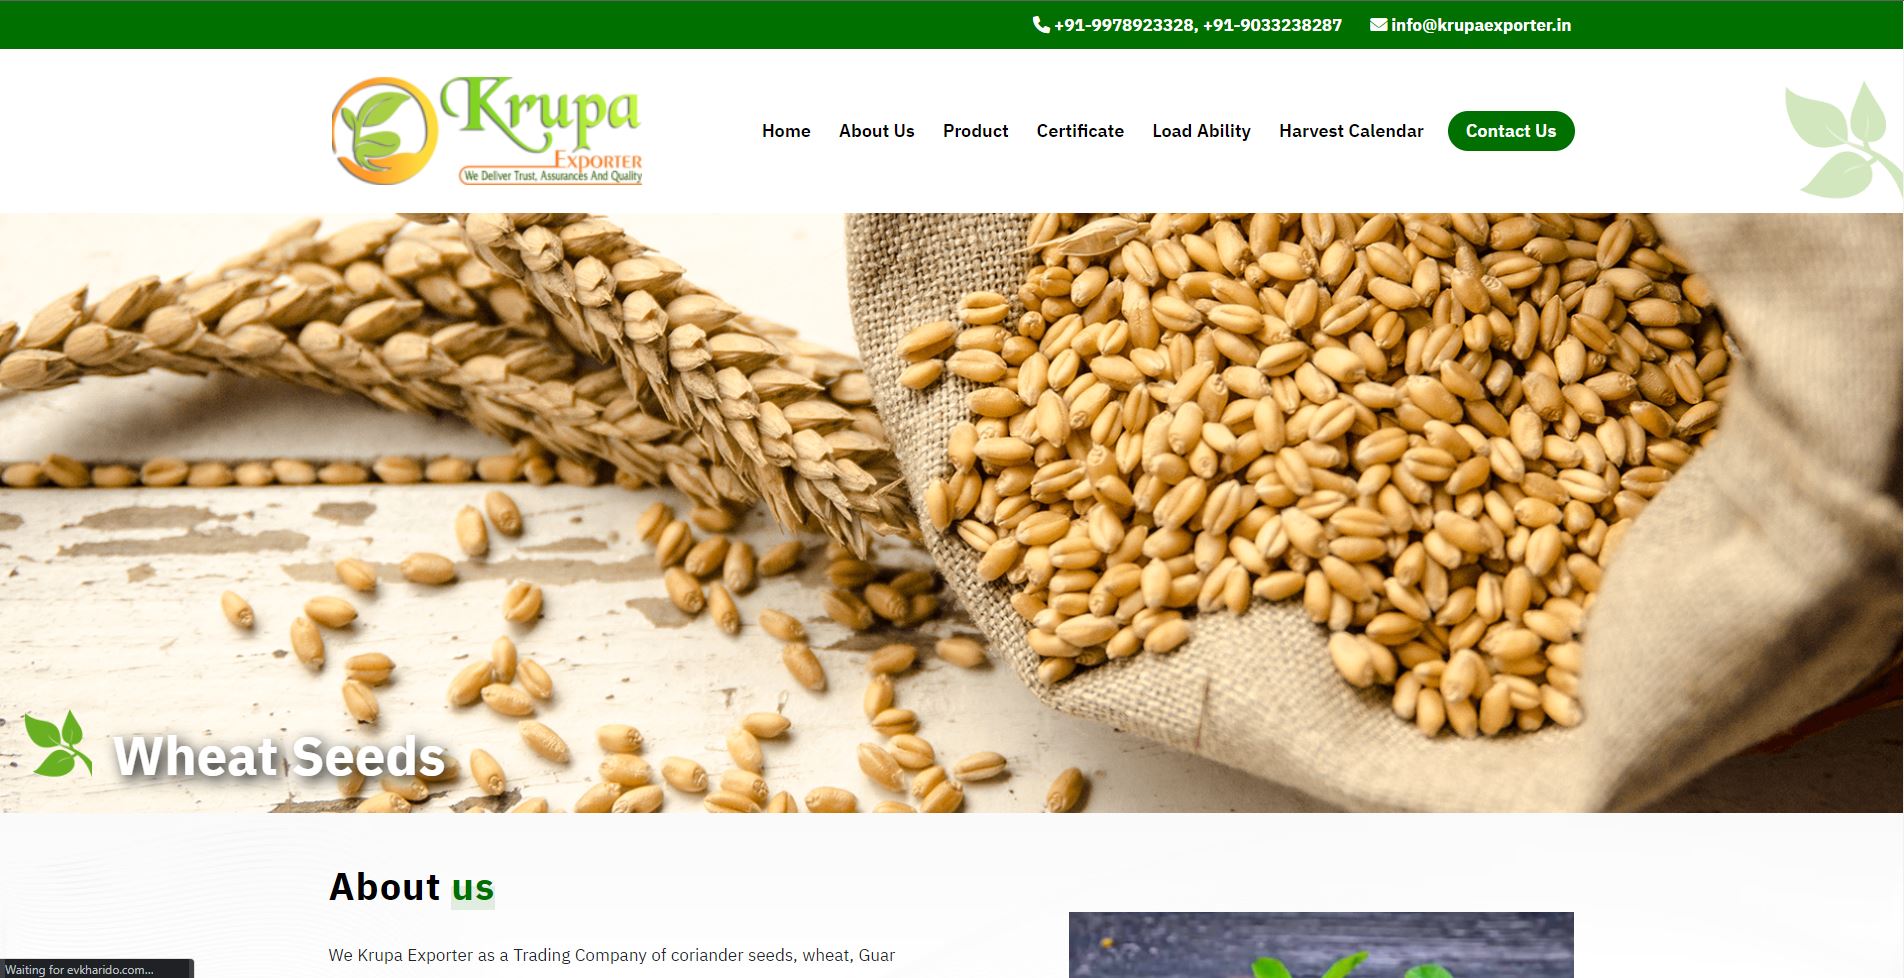 +91-9978923328, +91-9033238287 info@krupaexporter.in
Krupa
EXPORTER
We Deliver Trust, Assurances And Quality
Home About Us Product Certificate Load Ability Harvest Calendar Contact Us
Wheat Seeds
About us
We Krupa Exporter as a Trading Company of coriander seeds, wheat, Guar
Waiting for evkharido.com...